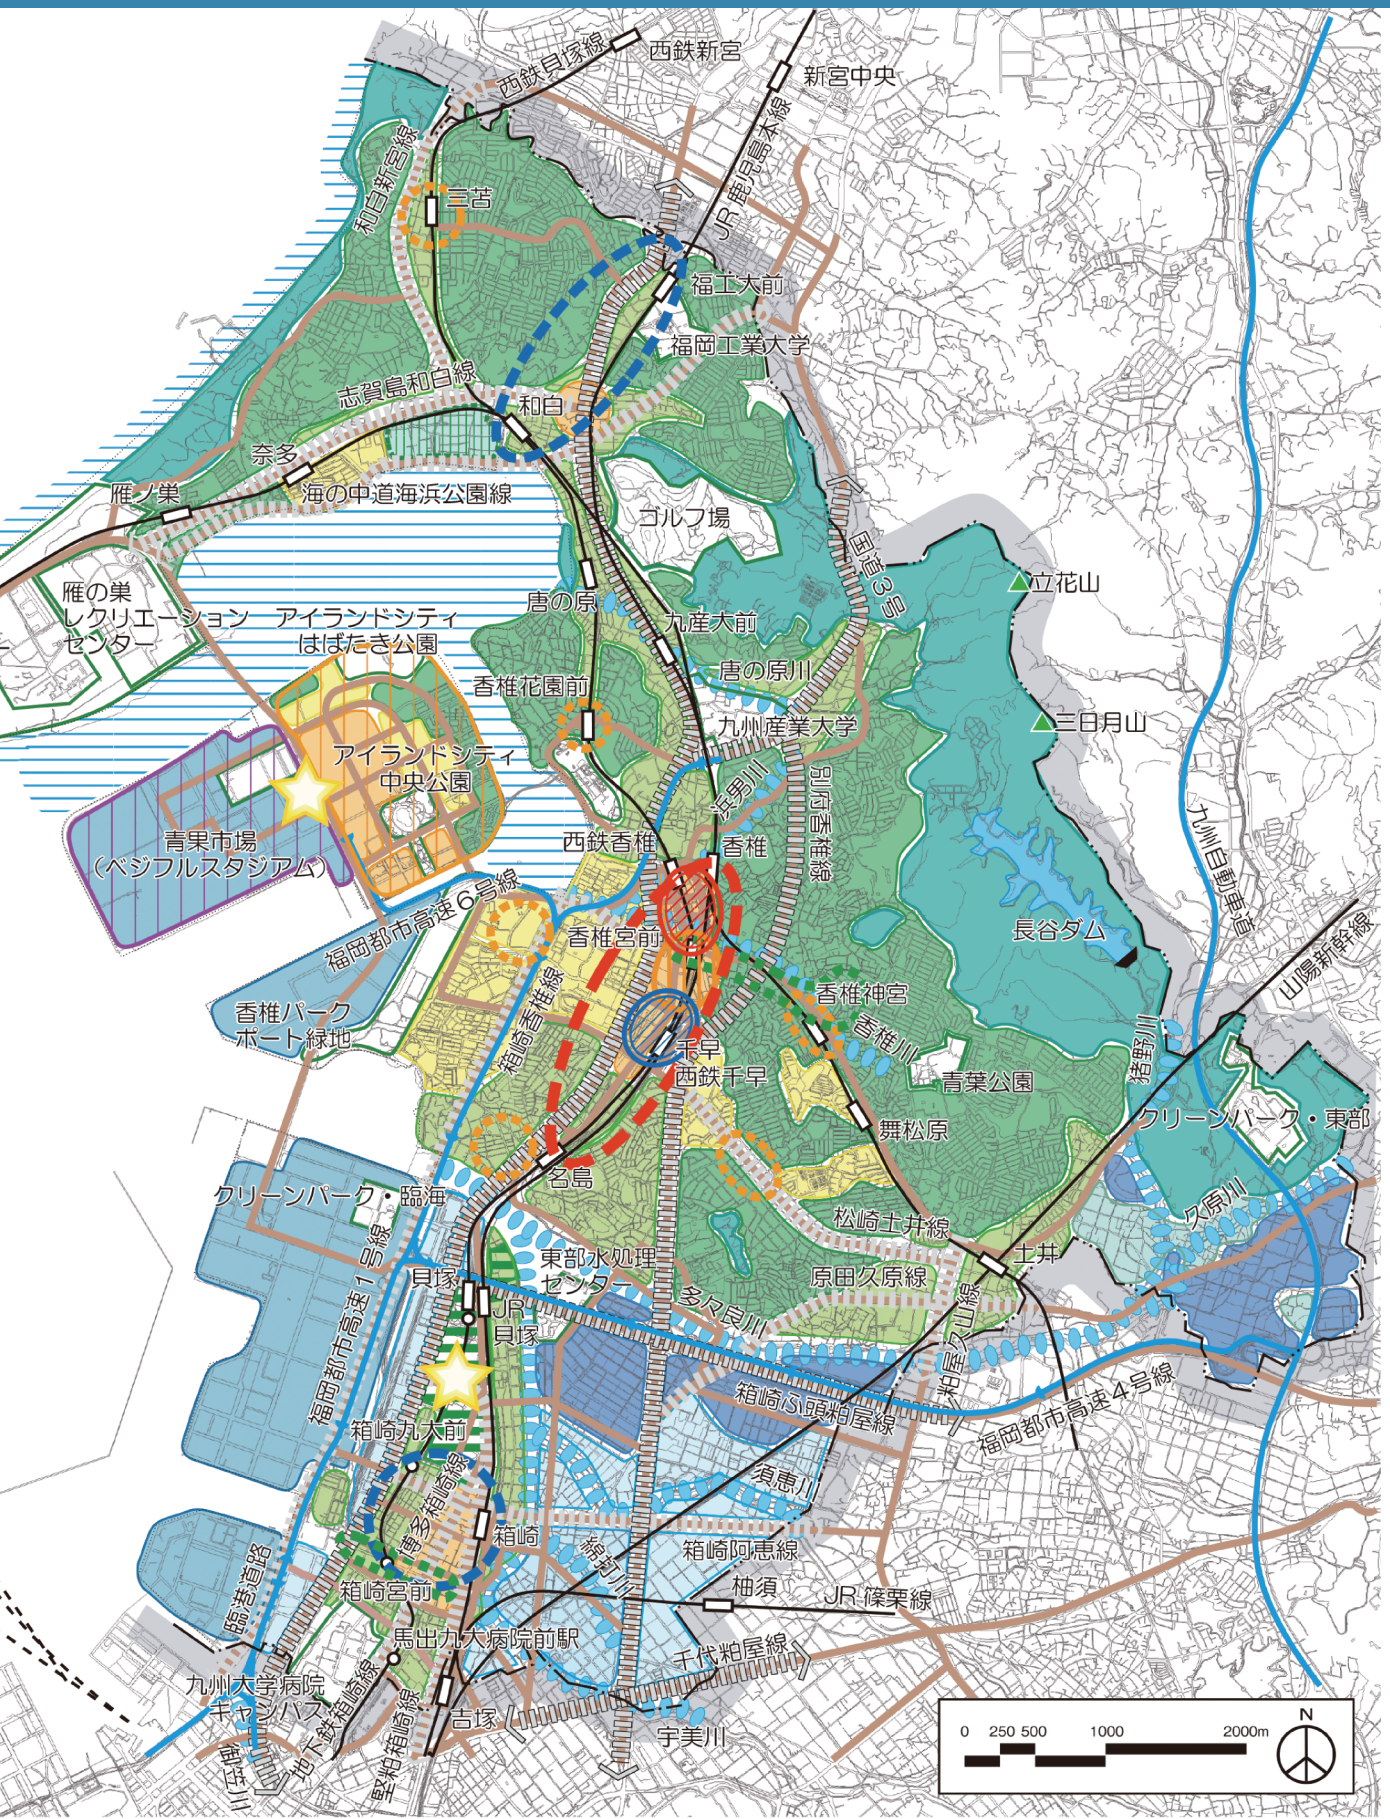 西鉄貝塚線
西鉄新宮
新宮中央
JR鹿児島本線
和白新宮線
三苫
福工大前
福岡工業大学
志賀島和白線
和白
奈多
雁ノ巣
海の中道海浜公園線
ゴルフ場
国道3号
立花山
雁の巣
レクリエーション
センター
アイランドシティ
はばたき公園
唐の原
九産大前
唐の原川
香椎花園前
九州産業大学
三日月山
アイランドシティ
中央公園
浜男川
別府香椎線
青果市場
（ベジフルスタジアム）
西鉄香椎
香椎
九州自動車道
福岡都市高速6号線
香椎宮前
長谷ダム
山陽新幹線
香椎パーク
ポート緑地
箱崎香椎線
香椎神宮
香椎川
千早
西鉄千早
青葉公園
猪野川
クリーンパーク・東部
舞松原
名島
クリーンパーク・臨海
久原川
松崎土井線
土井
東部水処理
センター
原田久原線
貝塚
JR
貝塚
多々良川
粕屋久山線
福岡都市高速1号線
箱崎ふ頭粕屋線
福岡都市高速4号線
箱崎九大前
博多箱崎線
須恵川
箱崎
箱崎阿恵線
綿打川
臨港道路
箱崎宮前
柚須
JR篠栗線
馬出九大病院前駅
千代粕屋線
九州大学病院
キャンパス
地下鉄箱崎線
堅粕箱崎線
吉塚
宇美川
御笠川
0 250 500 1000 2000m
N